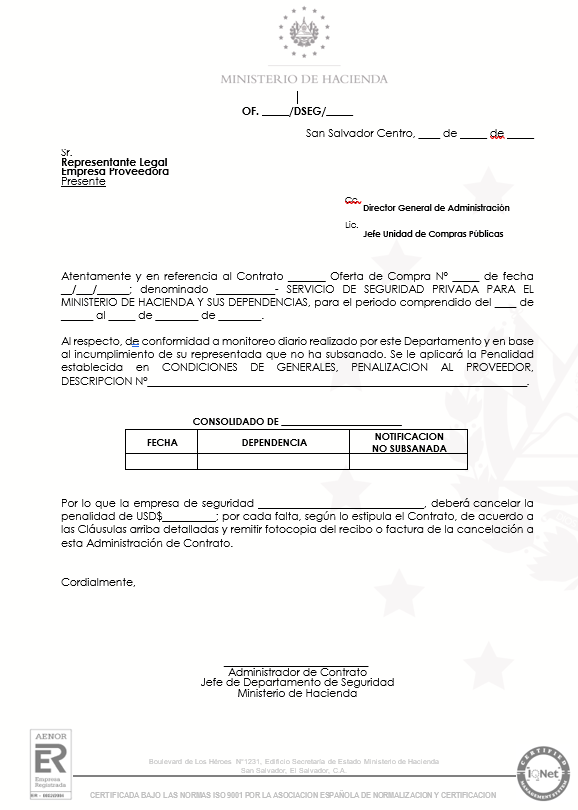 MINISTERIO DE HACIENDA
OF. _____/DSEG/_____
San Salvador Centro, ____ de _____ de _____
Sr.
Representante Legal
Empresa Proveedora
Presente
Co. Director General de Administración
Lic. Jefe Unidad de Compras Públicas
Atentamente y en referencia al Contrato _______ Oferta de Compra Nº _____ de fecha
__/___/_____; denominado ___________- SERVICIO DE SEGURIDAD PRIVADA PARA EL
MINISTERIO DE HACIENDA Y SUS DEPENDENCIAS, para el periodo comprendido del ____ de
______ al ____ de ________ de ________.
Al respecto, de conformidad a monitoreo diario realizado por este Departamento y en base
al incumplimiento de su representada que no ha subsanado. Se le aplicará la Penalidad
establecida en CONDICIONES DE GENERALES, PENALIZACION AL PROVEEDOR,
DESCRIPCION Nº____________________________________________________________________.
CONSOLIDADO DE ______________________
FECHA DEPENDENCIA NOTIFICACION
NO SUBSANADA
Por lo que la empresa de seguridad ______________________________, deberá cancelar la
penalidad de USD$__________; por cada falta, según lo estipula el Contrato, de acuerdo a
las Cláusulas arriba detalladas y remitir fotocopia del recibo o factura de la cancelación a
esta Administración de Contrato.
Cordialmente,
__________________________
Administrador de Contrato
Jefe de Departamento de Seguridad
Ministerio de Hacienda
AENOR
ER
Empresa
Registrada
Boulevard de Los Héroes Nº1231, Edificio Secretaría de Estado Ministerio de Hacienda
San Salvador, El Salvador, C.A.
CERTIFICADA BAJO LAS NORMAS ISO 9001 POR LA ASOCIACION ESPAÑOLA DE NORMALIZACION Y CERTIFICACION
CERTIFIED
IQNet
MANAGEMENT SYSTEM